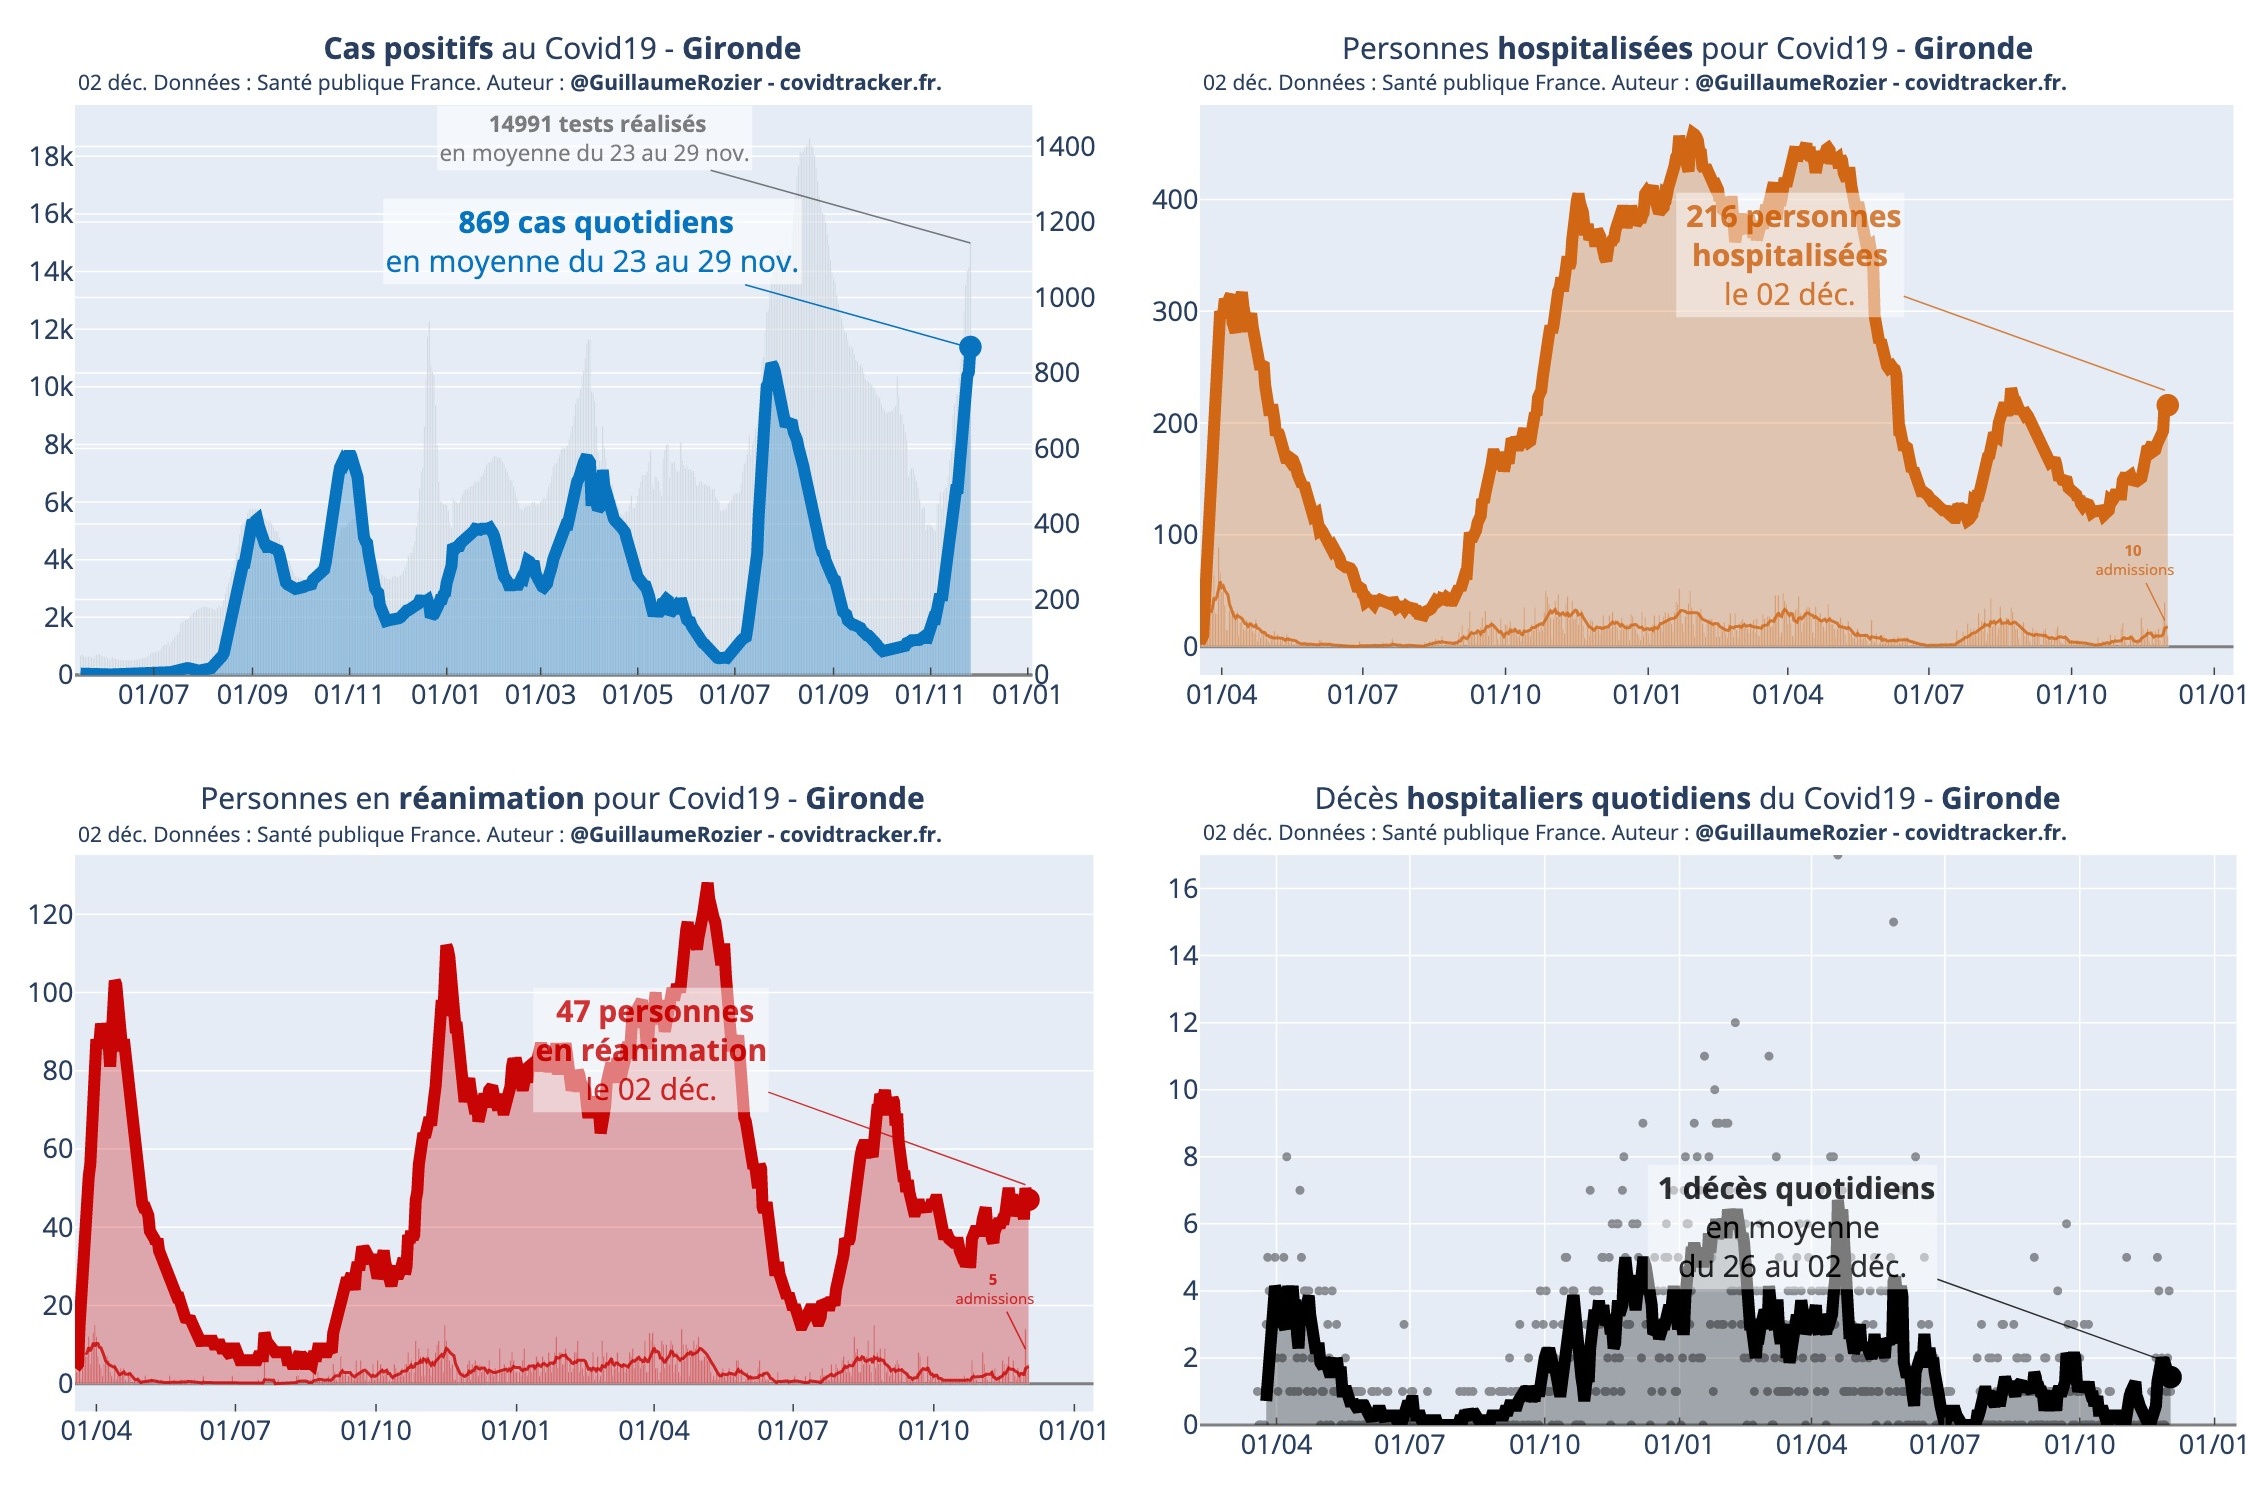 Cas positifs au Covid19 - Gironde
02 déc. Données : Santé publique France. Auteur : @GuillaumeRozier - covidtracker.fr.
14991 tests réalisés
en moyenne du 23 au 29 nov.
869 cas quotidiens
en moyenne du 23 au 29 nov.
18k
16k
14k
12k
10k
8k
6k
4k
2k
0
1400
1200
1000
800
600
400
200
0
01/07 01/09 01/11 01/01 01/03 01/05 01/07 01/09 01/11 01/01
Personnes hospitalisées pour Covid19 - Gironde
02 déc. Données : Santé publique France. Auteur : @GuillaumeRozier - covidtracker.fr.
216 personnes
hospitalisées
le 02 déc.
10
admissions
400
300
200
100
0
01/04 01/07 01/10 01/01 01/04 01/07 01/10 01/01
Personnes en réanimation pour Covid19 - Gironde
02 déc. Données : Santé publique France. Auteur : @GuillaumeRozier - covidtracker.fr.
47 personnes
en réanimation
le 02 déc.
5
admissions
120
100
80
60
40
20
0
01/04 01/07 01/10 01/01 01/04 01/07 01/10 01/01
Décès hospitaliers quotidiens du Covid19 - Gironde
02 déc. Données : Santé publique France. Auteur : @GuillaumeRozier - covidtracker.fr.
1 décès quotidiens
en moyenne
du 26 au 02 déc.
16
14
12
10
8
6
4
2
0
01/04 01/07 01/10 01/01 01/04 01/07 01/10 01/01